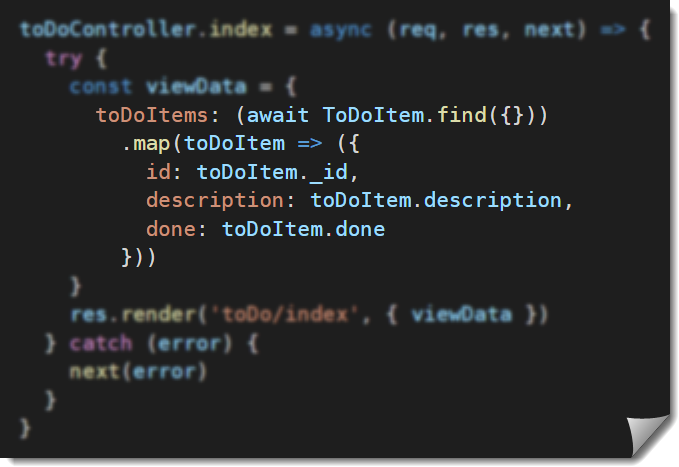 toDoController.index = async (req, res, next) => {
  try {
    const viewData = {
      toDoItems: (await ToDoItem.find({}))
        .map(toDoItem => ({
          id: toDoItem._id,
          description: toDoItem.description,
          done: toDoItem.done
        }))
    }
    res.render('toDo/index', { viewData })
  } catch (error) {
    next(error)
  }
}